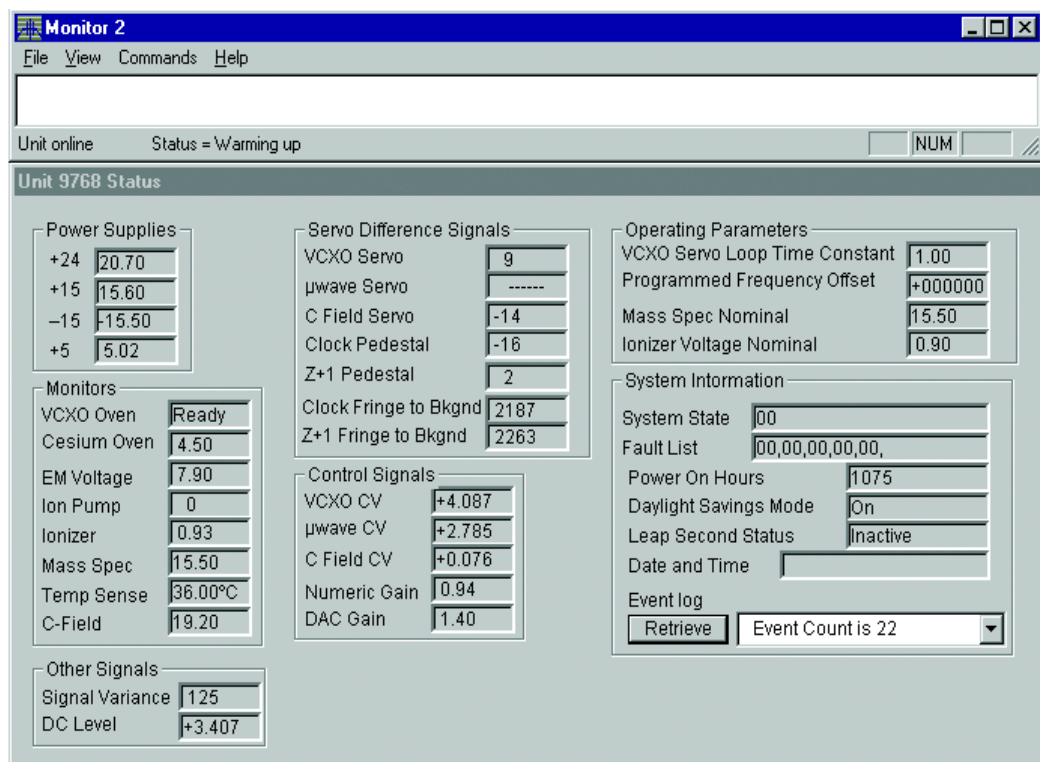 Monitor 2
File View Commands Help
Unit online Status = Warming up NUM
Unit 9768 Status
Power Supplies
+24 20.70
+15 15.60
–15 -15.50
+5 5.02
Monitors
VCXO Oven Ready
Cesium Oven 4.50
EM Voltage 7.90
Ion Pump 0
Ionizer 0.93
Mass Spec 15.50
Temp Sense 36.00°C
C-Field 19.20
Other Signals
Signal Variance 125
DC Level +3.407
Servo Difference Signals
VCXO Servo 9
µwave Servo ------
C Field Servo -14
Clock Pedestal -16
Z+1 Pedestal 2
Clock Fringe to Bkgnd 2187
Z+1 Fringe to Bkgnd 2263
Control Signals
VCXO CV +4.087
µwave CV +2.785
C Field CV +0.076
Numeric Gain 0.94
DAC Gain 1.40
Operating Parameters
VCXO Servo Loop Time Constant 1.00
Programmed Frequency Offset +000000
Mass Spec Nominal 15.50
Ionizer Voltage Nominal 0.90
System Intormation
System State 00
Fault List 00,00,00,00,00,
Power On Hours 1075
Daylight Savings Mode On
Leap Second Status Inactive
Date and Time
Event log
Retrieve Event Count is 22